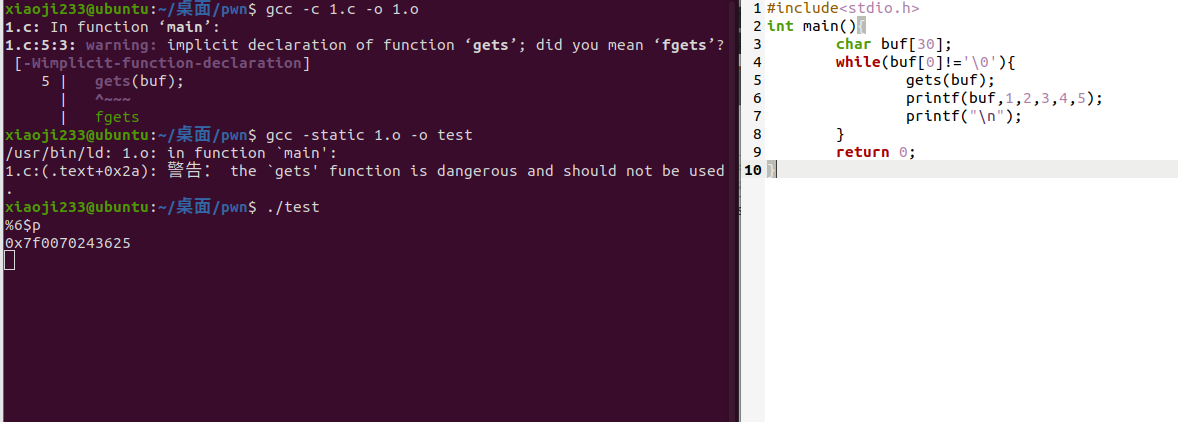 xiaoji233@ubuntu:~/桌面/pwn$ gcc -c 1.c -o 1.o
1.c: In function ‘main’:
1.c:5:3: warning: implicit declaration of function ‘gets’; did you mean ‘fgets’?
[-Wimplicit-function-declaration]
5 | gets(buf);
| ^~~~
| fgets
xiaoji233@ubuntu:~/桌面/pwn$ gcc -static 1.o -o test
/usr/bin/ld: 1.o: in function `main':
1.c:(.text+0x2a): 警告： the `gets' function is dangerous and should not be used
.
xiaoji233@ubuntu:~/桌面/pwn$ ./test
%6$p
0x7f0070243625
1 #include<stdio.h>
2 int main(){
3 char buf[30];
4 while(buf[0]!='\0'){
5 gets(buf);
6 printf(buf,1,2,3,4,5);
7 printf("\n");
8 }
9 return 0;
10 }